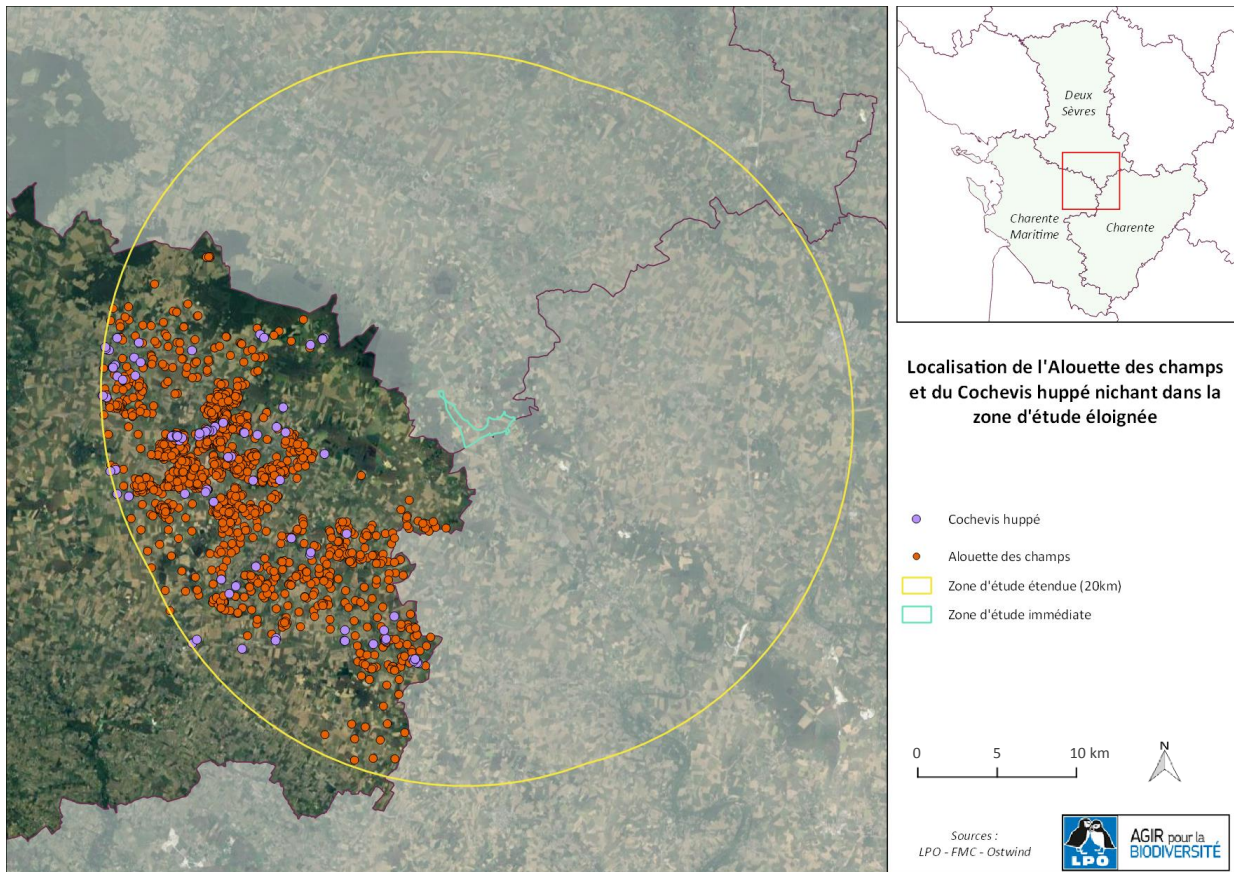 Deux
Sèvres
Charente
Maritime
Charente
Localisation de l'Alouette des champs
et du Cochevis huppé nichant dans la
zone d'étude éloignée
Cochevis huppé
Alouette des champs
Zone d'étude étendue (20km)
Zone d'étude immédiate
0 5 10 km
N
Sources :
LPO - FMC - Ostwind
LPO
AGIR pour la
BIODIVERSITÉ